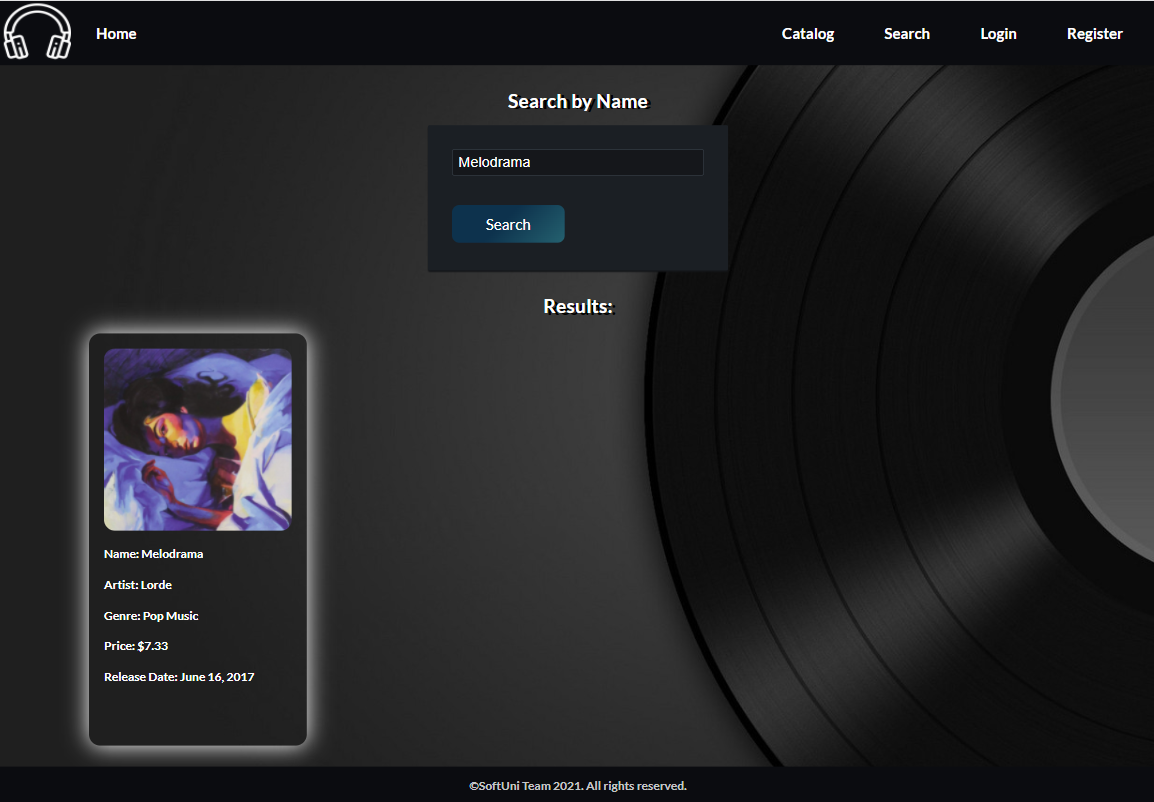 Home Catalog Search Login Register
Search by Name
Melodrama
Search
Results:
Name: Melodrama
Artist: Lorde
Genre: Pop Music
Price: $7.33
Release Date: June 16, 2017
©SoftUni Team 2021. All rights reserved.